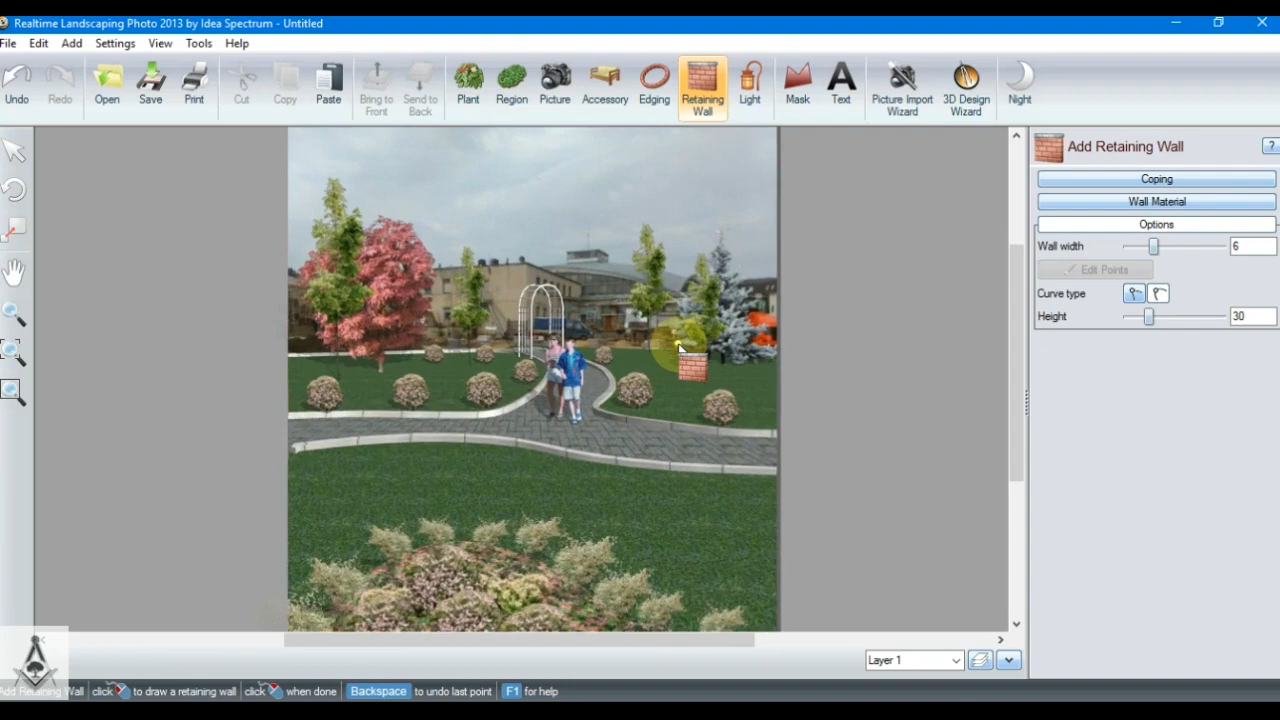 Realtime Landscaping Photo 2013 by Idea Spectrum - Untitled
File Edit Add Settings View Tools Help
Undo Redo Open Save Print Cut Copy Paste Bring to Front Send to Back Plant Region Picture Accessory Edging Retaining Wall Light Mask Text Picture Import Wizard 3D Design Wizard Night
Add Retaining Wall ?
Coping
Wall Material
Options
Wall width 6
Edit Points
Curve type
Height 30
Layer 1
Add Retaining Wall click to draw a retaining wall click when done Backspace to undo last point F1 for help